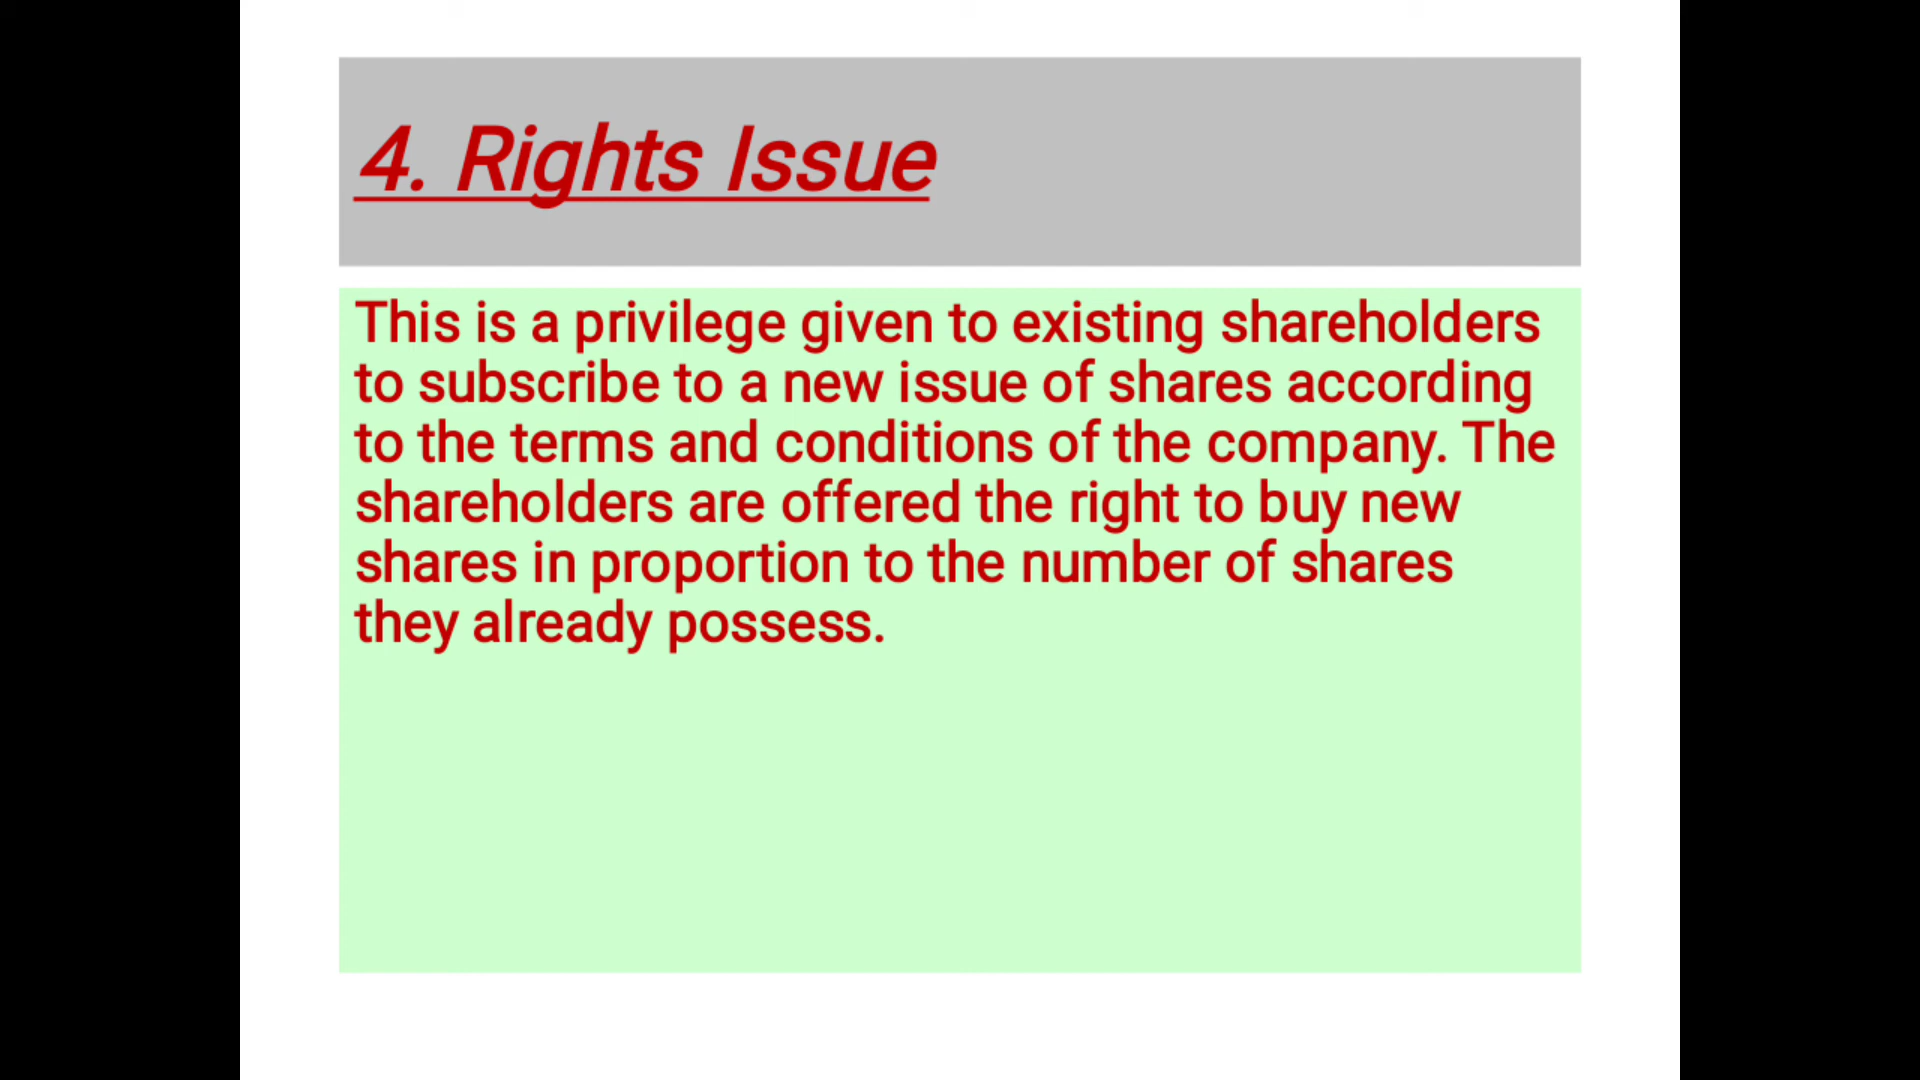 4. Rights Issue
This is a privilege given to existing shareholders
to subscribe to a new issue of shares according
to the terms and conditions of the company. The
shareholders are offered the right to buy new
shares in proportion to the number of shares
they already possess.